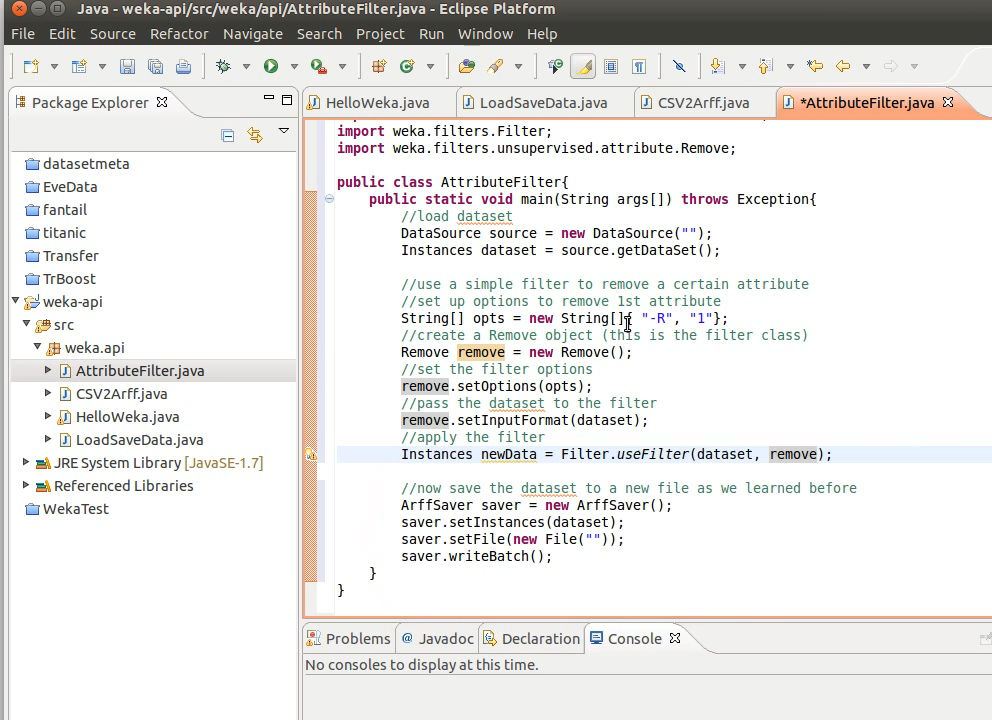 Java - weka-api/src/weka/api/AttributeFilter.java - Eclipse Platform
File Edit Source Refactor Navigate Search Project Run Window Help
Package Explorer
HelloWeka.java LoadSaveData.java CSV2Arff.java *AttributeFilter.java
datasetmeta
EveData
fantail
titanic
Transfer
TrBoost
weka-api
src
weka.api
AttributeFilter.java
CSV2Arff.java
HelloWeka.java
LoadSaveData.java
JRE System Library [JavaSE-1.7]
Referenced Libraries
WekaTest
import weka.filters.Filter;
import weka.filters.unsupervised.attribute.Remove;
public class AttributeFilter{
public static void main(String args[]) throws Exception{
//load dataset
DataSource source = new DataSource("");
Instances dataset = source.getDataSet();
//use a simple filter to remove a certain attribute
//set up options to remove 1st attribute
String[] opts = new String[]{ "-R", "1"};
//create a Remove object (this is the filter class)
Remove remove = new Remove();
//set the filter options
remove.setOptions(opts);
//pass the dataset to the filter
remove.setInputFormat(dataset);
//apply the filter
Instances newData = Filter.useFilter(dataset, remove);
//now save the dataset to a new file as we learned before
ArffSaver saver = new ArffSaver();
saver.setInstances(dataset);
saver.setFile(new File(""));
saver.writeBatch();
}
}
Problems @ Javadoc Declaration Console
No consoles to display at this time.